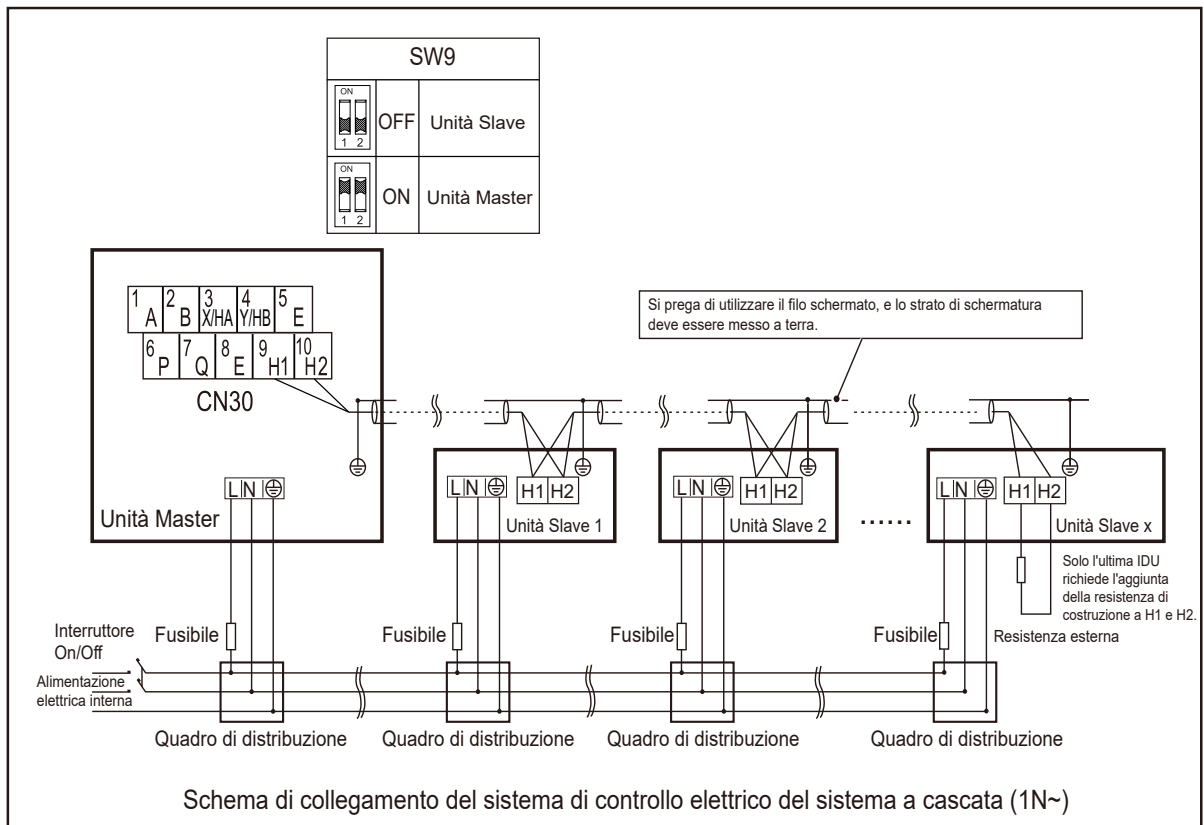 SW9
ON
1 2
OFF
Unità Slave
ON
1 2
ON
Unità Master
1 A
2 B
3 X/HA
4 Y/HB
5 E
6 P
7 Q
8 E
9 H1
10 H2
CN30
Si prega di utilizzare il filo schermato, e lo strato di schermatura
deve essere messo a terra.
L N
Unità Master
L N
H1 H2
Unità Slave 1
L N
H1 H2
Unità Slave 2
......
L N
H1 H2
Unità Slave x
Solo l'ultima IDU
richiede l'aggiunta
della resistenza di
costruzione a H1 e H2.
Resistenza esterna
Interruttore
On/Off
Fusibile
Fusibile
Fusibile
Fusibile
Alimentazione
elettrica interna
Quadro di distribuzione
Quadro di distribuzione
Quadro di distribuzione
Quadro di distribuzione
Schema di collegamento del sistema di controllo elettrico del sistema a cascata (1N~)